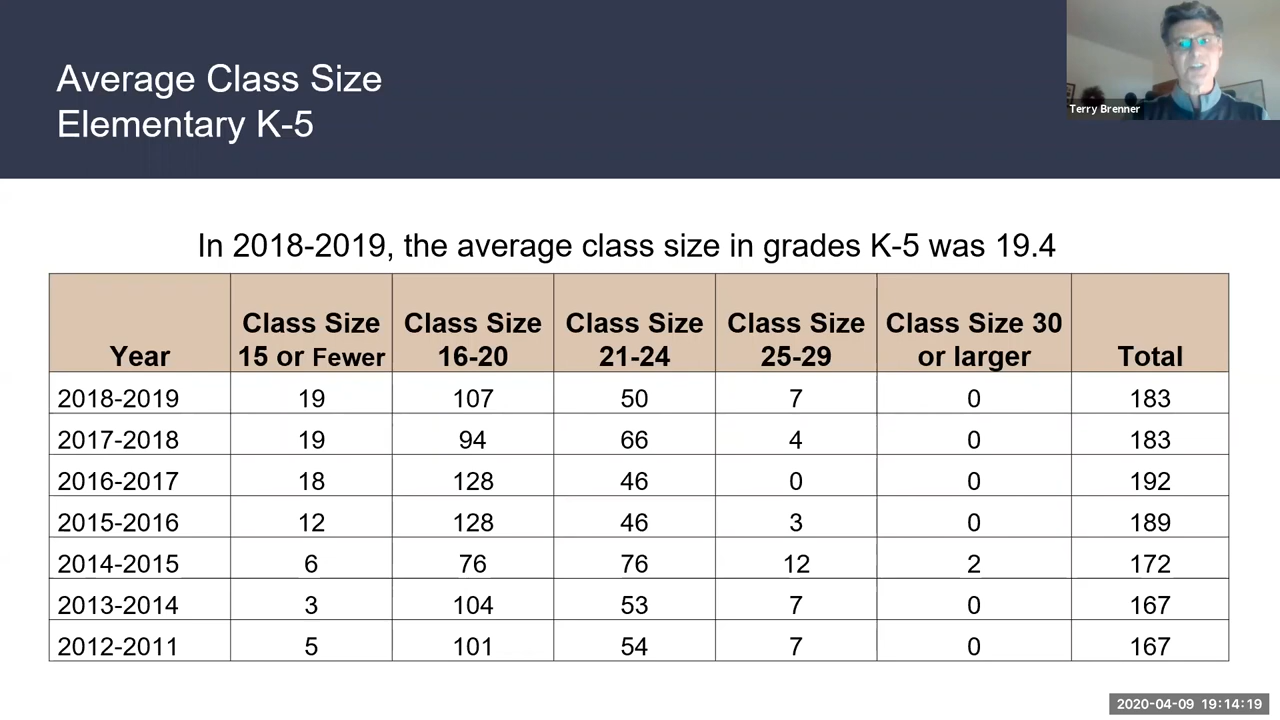 Average Class Size
Elementary K-5
Terry Brenner
In 2018-2019, the average class size in grades K-5 was 19.4
Year Class Size 15 or Fewer Class Size 16-20 Class Size 21-24 Class Size 25-29 Class Size 30 or larger Total
2018-2019 19 107 50 7 0 183
2017-2018 19 94 66 4 0 183
2016-2017 18 128 46 0 0 192
2015-2016 12 128 46 3 0 189
2014-2015 6 76 76 12 2 172
2013-2014 3 104 53 7 0 167
2012-2011 5 101 54 7 0 167
2020-04-09 19:14:19